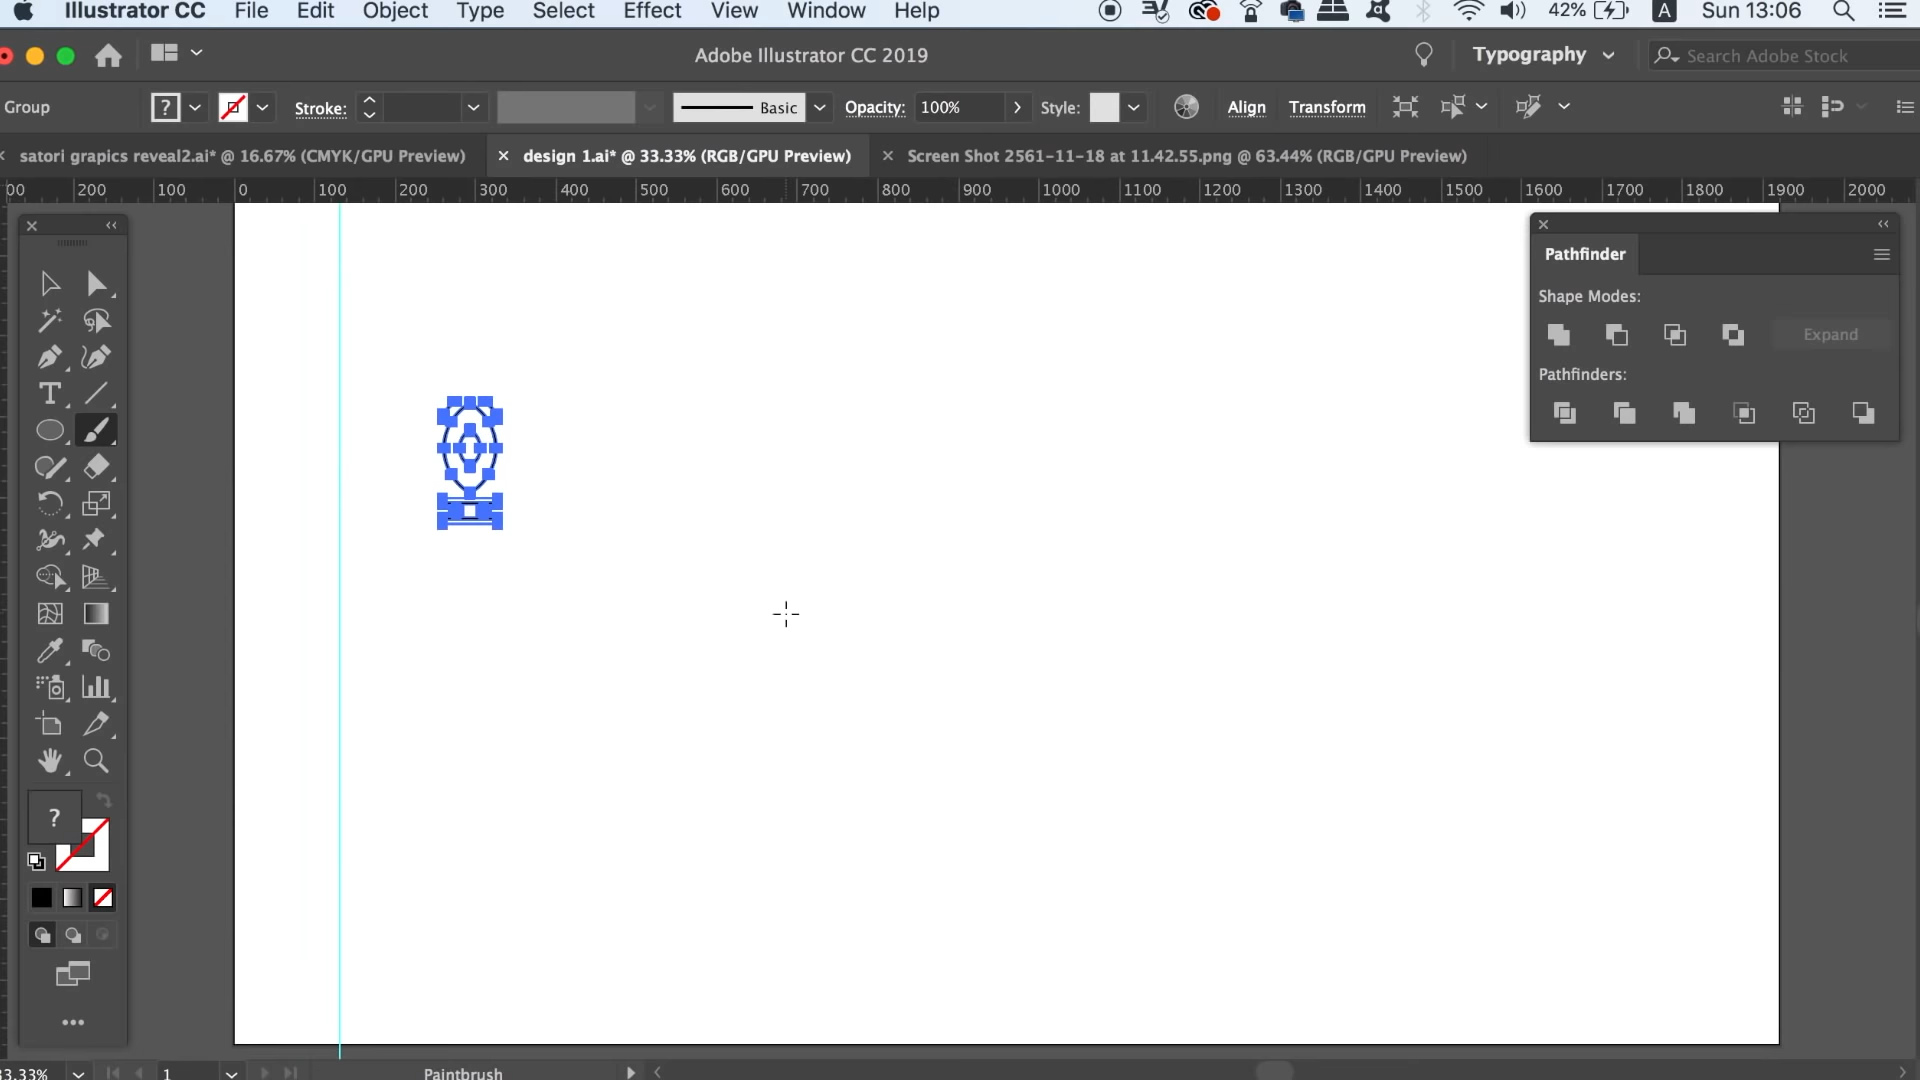 Illustrator CC File Edit Object Type Select Effect View Window Help 42% A Sun 13:06
Adobe Illustrator CC 2019 Typography Search Adobe Stock
Group ? Stroke: Basic Opacity: 100% Style: Align Transform
satori grapics reveal2.ai* @ 16.67% (CMYK/GPU Preview) design 1.ai* @ 33.33% (RGB/GPU Preview) Screen Shot 2561-11-18 at 11.42.55.png @ 63.44% (RGB/GPU Preview)
00 200 100 0 100 200 300 400 500 600 700 800 900 1000 1100 1200 1300 1400 1500 1600 1700 1800 1900 2000
Pathfinder
Shape Modes:
Expand
Pathfinders:
?
33.33% 1 Paintbrush